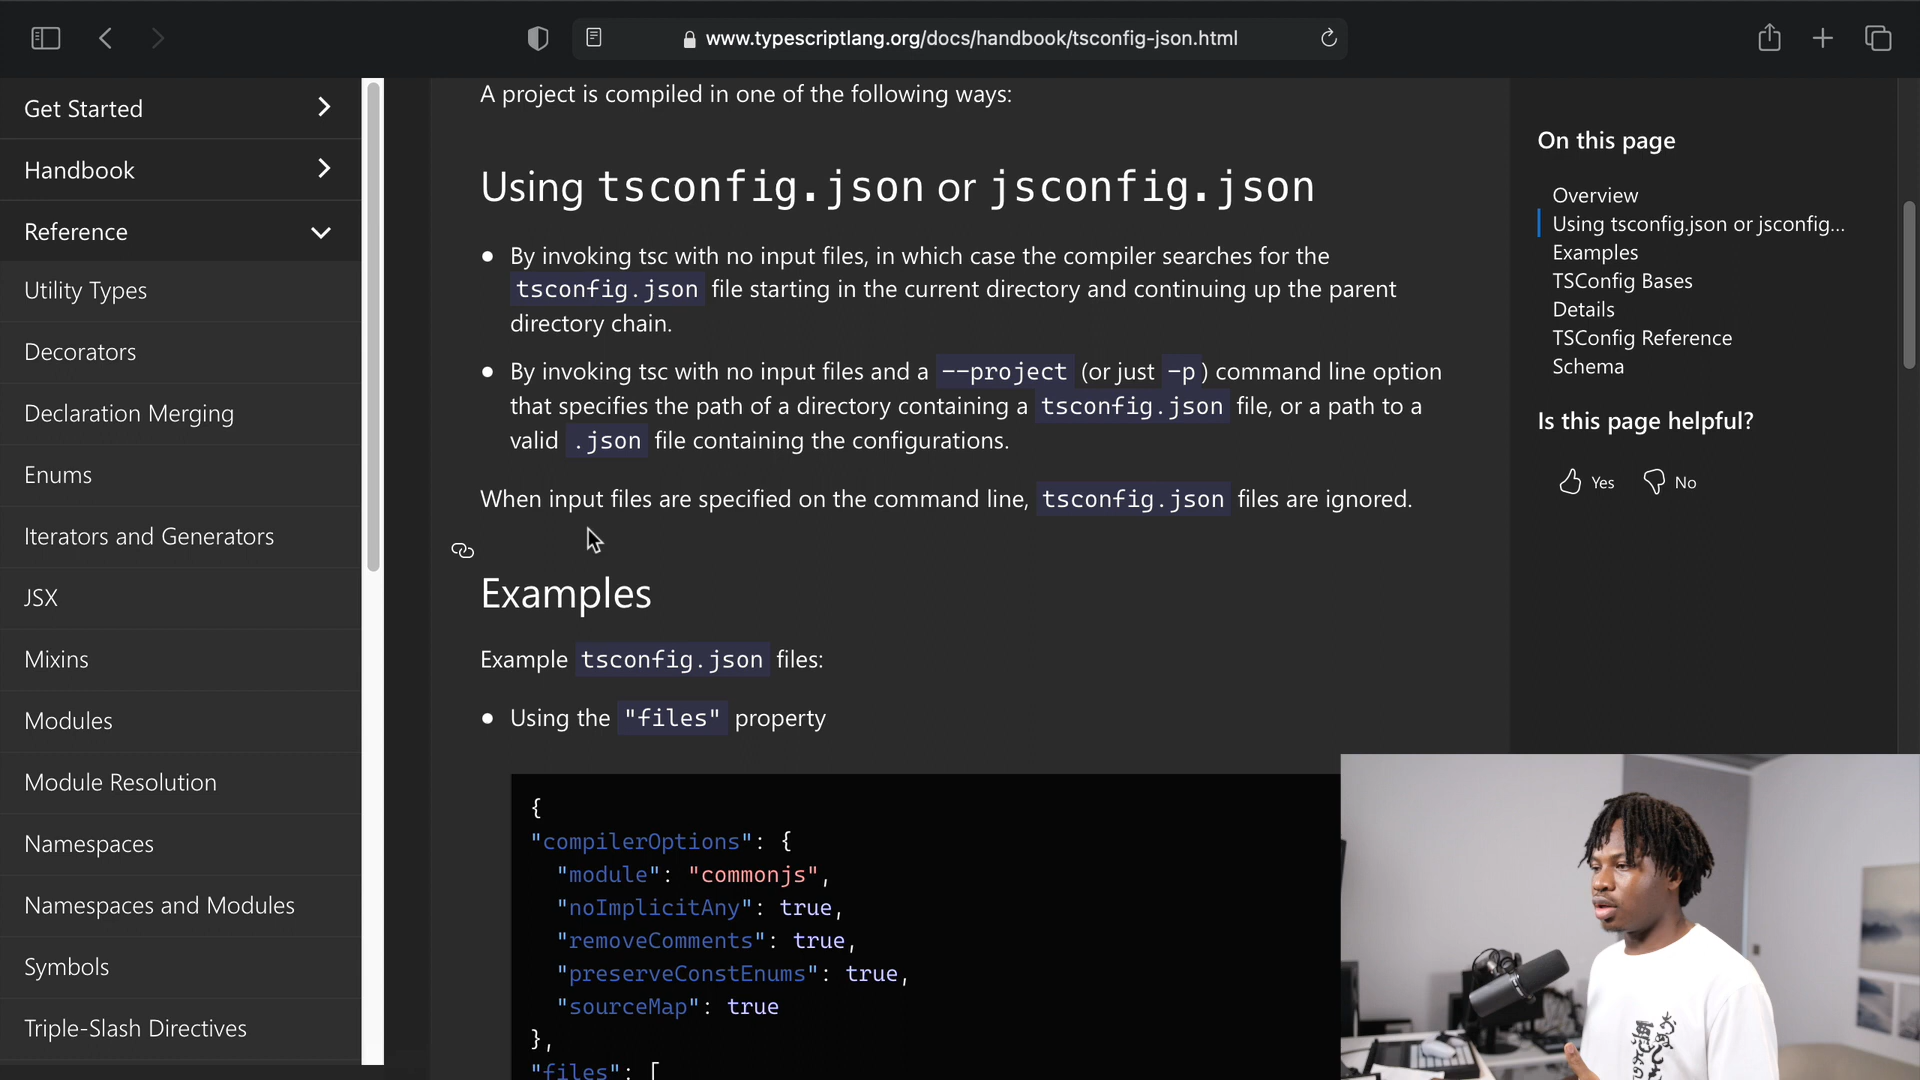 www.typescriptlang.org/docs/handbook/tsconfig-json.html
Get Started
Handbook
Reference
Utility Types
Decorators
Declaration Merging
Enums
Iterators and Generators
JSX
Mixins
Modules
Module Resolution
Namespaces
Namespaces and Modules
Symbols
Triple-Slash Directives
A project is compiled in one of the following ways:
Using tsconfig.json or jsconfig.json
• By invoking tsc with no input files, in which case the compiler searches for the
tsconfig.json file starting in the current directory and continuing up the parent
directory chain.
• By invoking tsc with no input files and a --project (or just -p) command line option
that specifies the path of a directory containing a tsconfig.json file, or a path to a
valid .json file containing the configurations.
When input files are specified on the command line, tsconfig.json files are ignored.
Examples
Example tsconfig.json files:
• Using the "files" property
{
"compilerOptions": {
"module": "commonjs",
"noImplicitAny": true,
"removeComments": true,
"preserveConstEnums": true,
"sourceMap": true
},
"files": [
On this page
Overview
Using tsconfig.json or jsconfig...
Examples
TSConfig Bases
Details
TSConfig Reference
Schema
Is this page helpful?
Yes
No